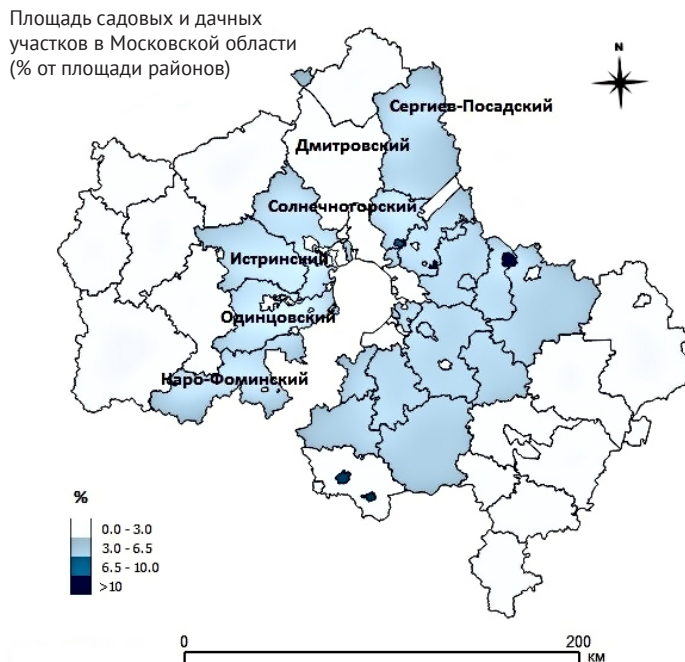 Площадь садовых и дачных
участков в Московской области
(% от площади районов)
N
Сергиев-Посадский
Дмитровский
Солнечногорский
Истринский
Одинцовский
Наро-Фоминский
%
0.0 - 3.0
3.0 - 6.5
6.5 - 10.0
>10
0 200
км